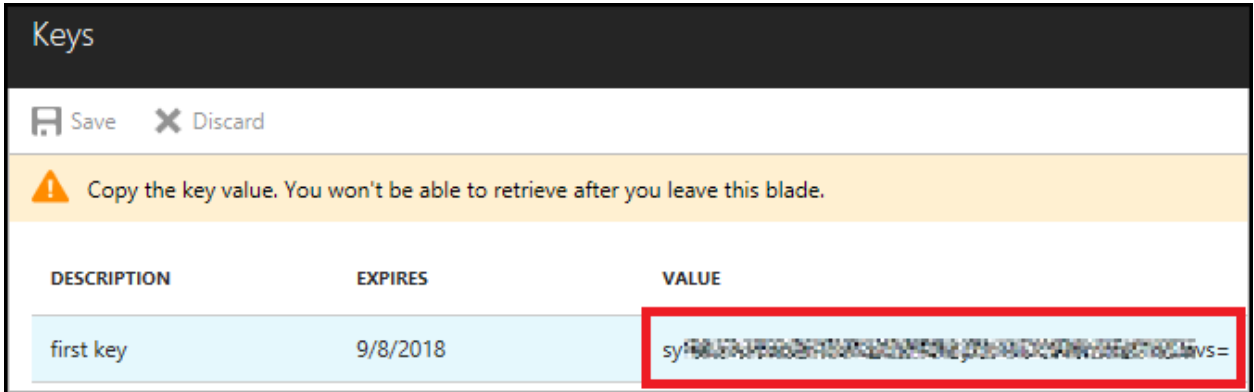 Keys
Save Discard
Copy the key value. You won't be able to retrieve after you leave this blade.
DESCRIPTION EXPIRES VALUE
first key 9/8/2018